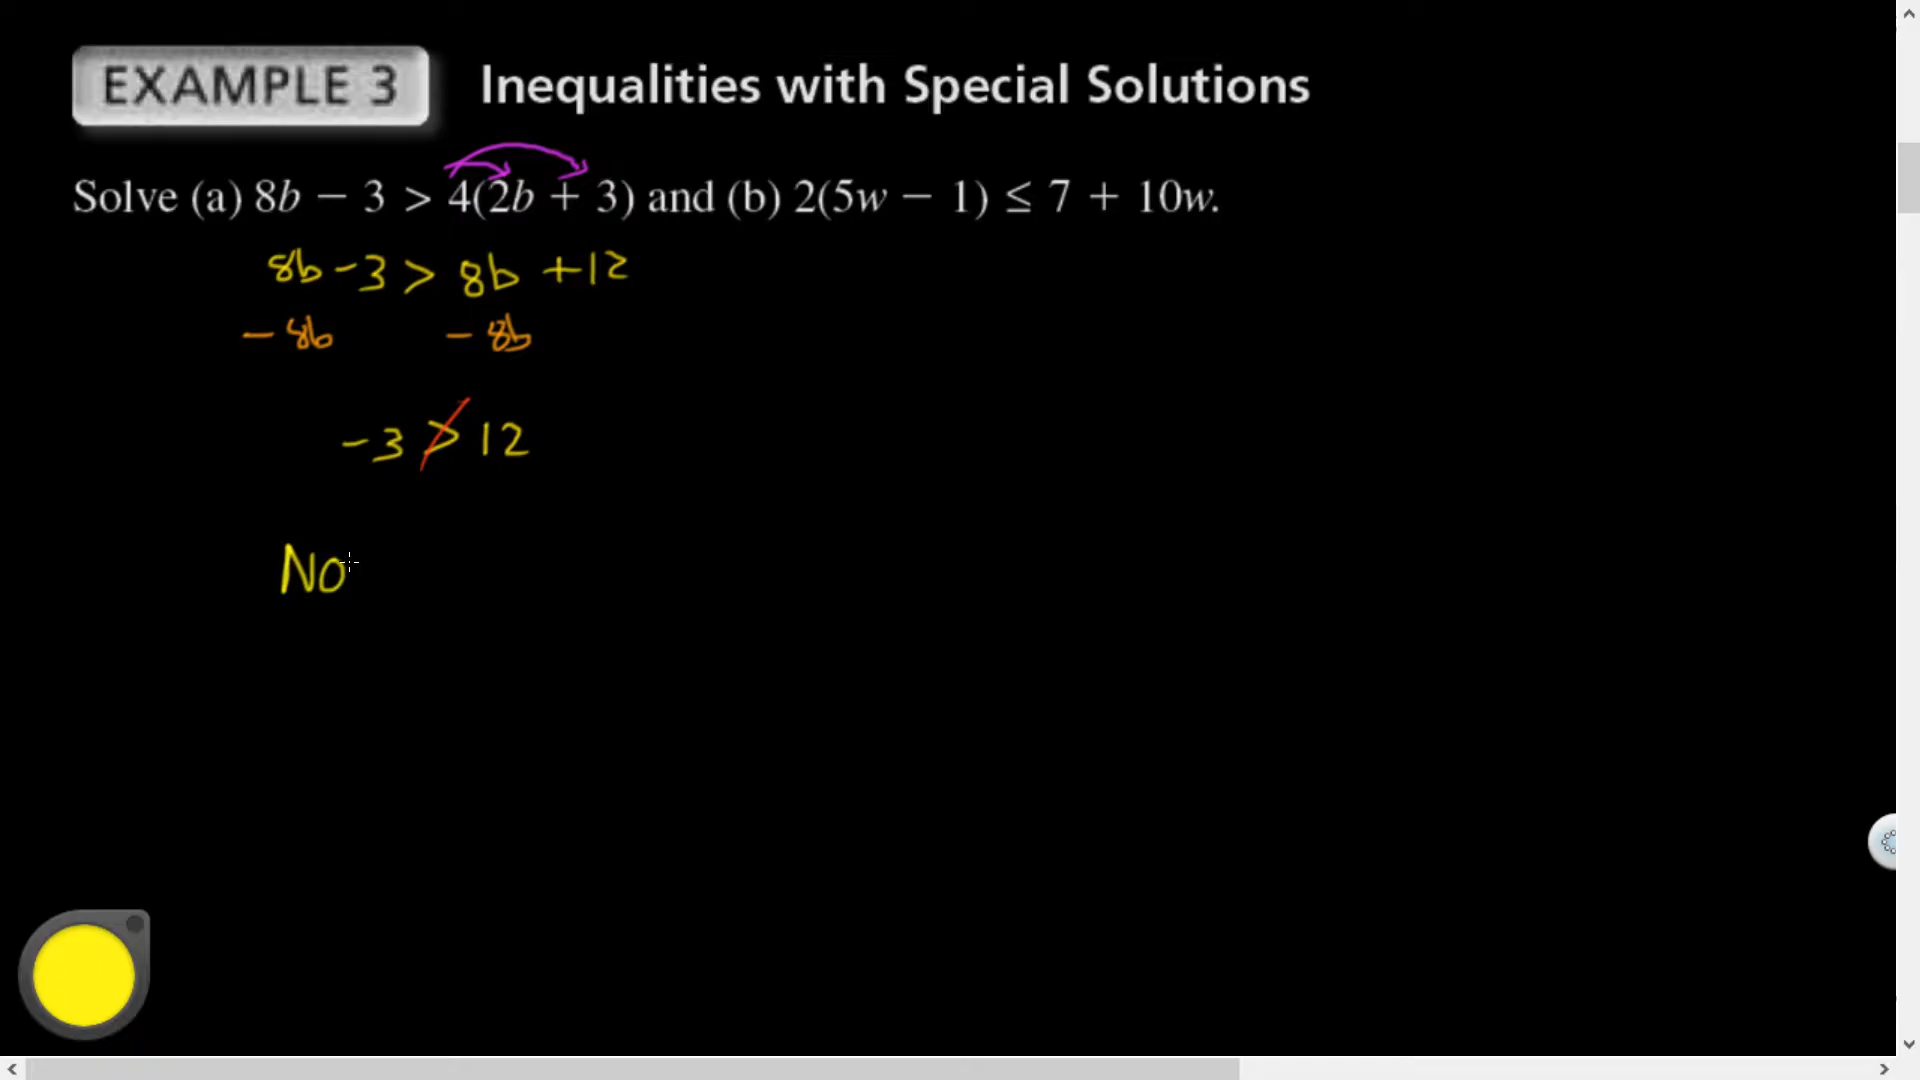 EXAMPLE 3 Inequalities with Special Solutions
Solve (a) 8b − 3 > 4(2b + 3) and (b) 2(5w − 1) ≤ 7 + 10w.
8b - 3 > 8b + 12
- 8b - 8b
-3 ≯ 12
NO